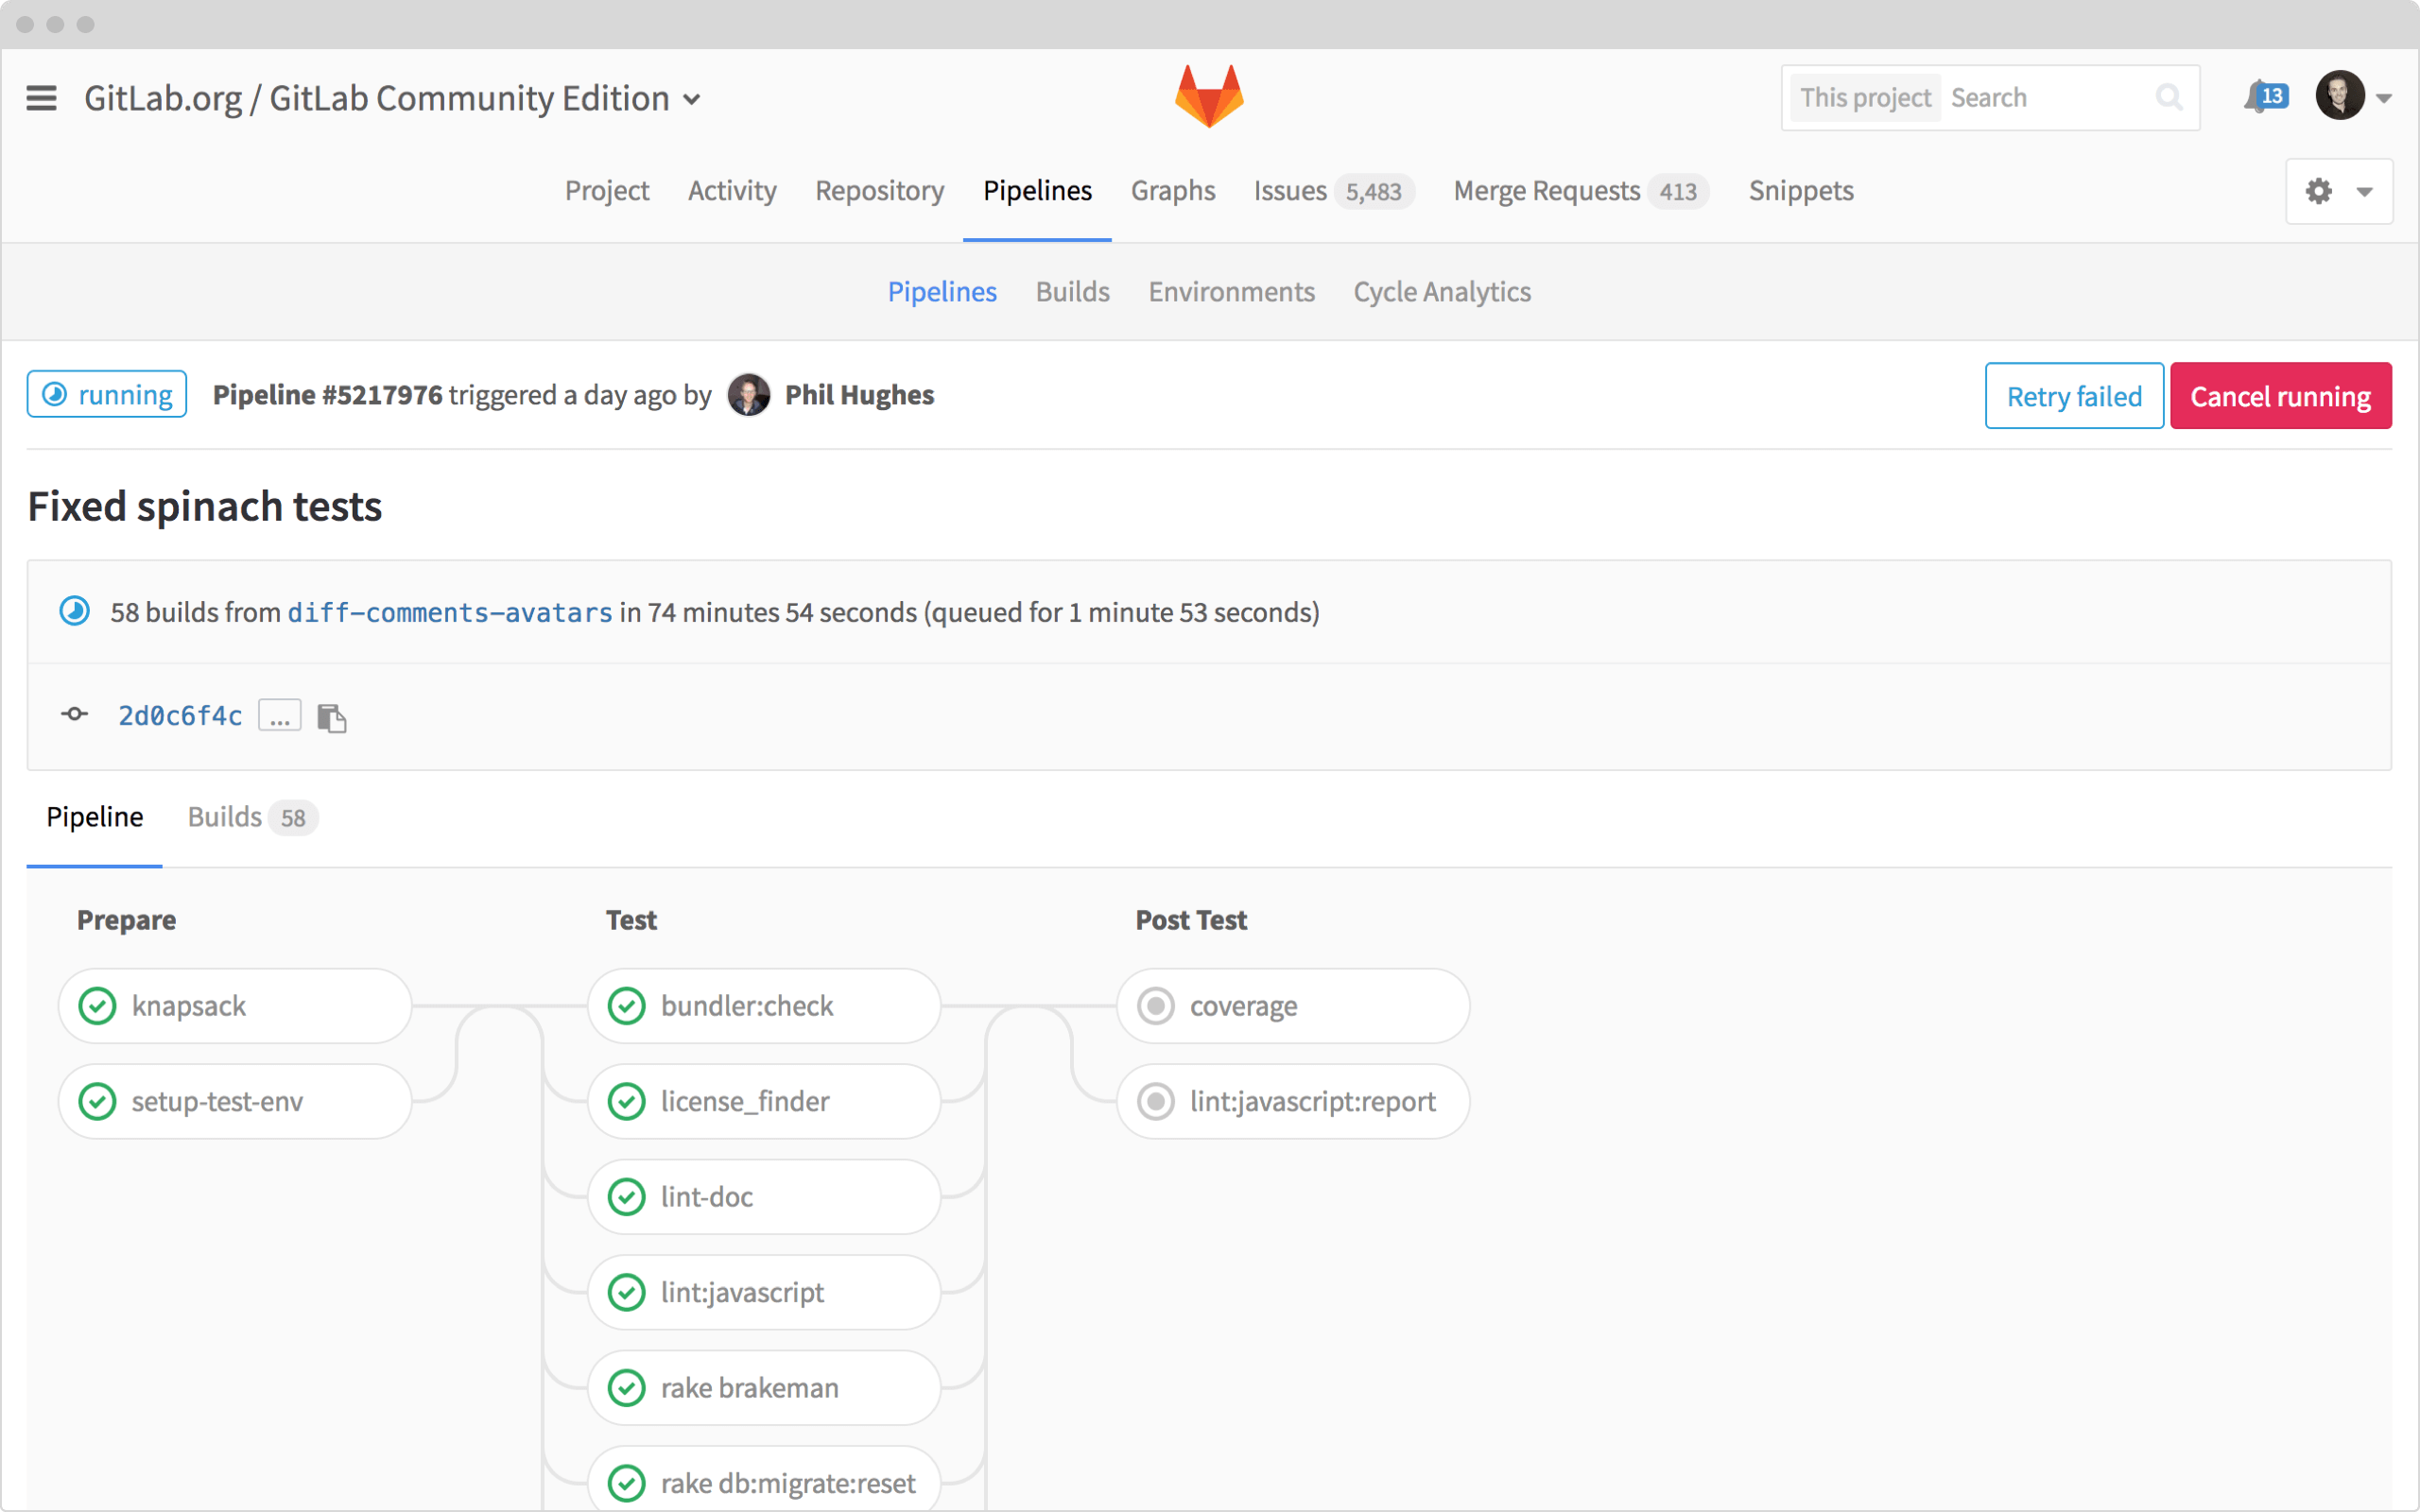 GitLab.org / GitLab Community Edition
This project Search 13
Project Activity Repository Pipelines Graphs Issues 5,483 Merge Requests 413 Snippets
Pipelines Builds Environments Cycle Analytics
running Pipeline #5217976 triggered a day ago by Phil Hughes Retry failed Cancel running
Fixed spinach tests
58 builds from diff-comments-avatars in 74 minutes 54 seconds (queued for 1 minute 53 seconds)
2d0c6f4c ...
Pipeline Builds 58
Prepare Test Post Test
knapsack bundler:check coverage
setup-test-env license_finder lint:javascript:report
lint-doc
lint:javascript
rake brakeman
rake db:migrate:reset